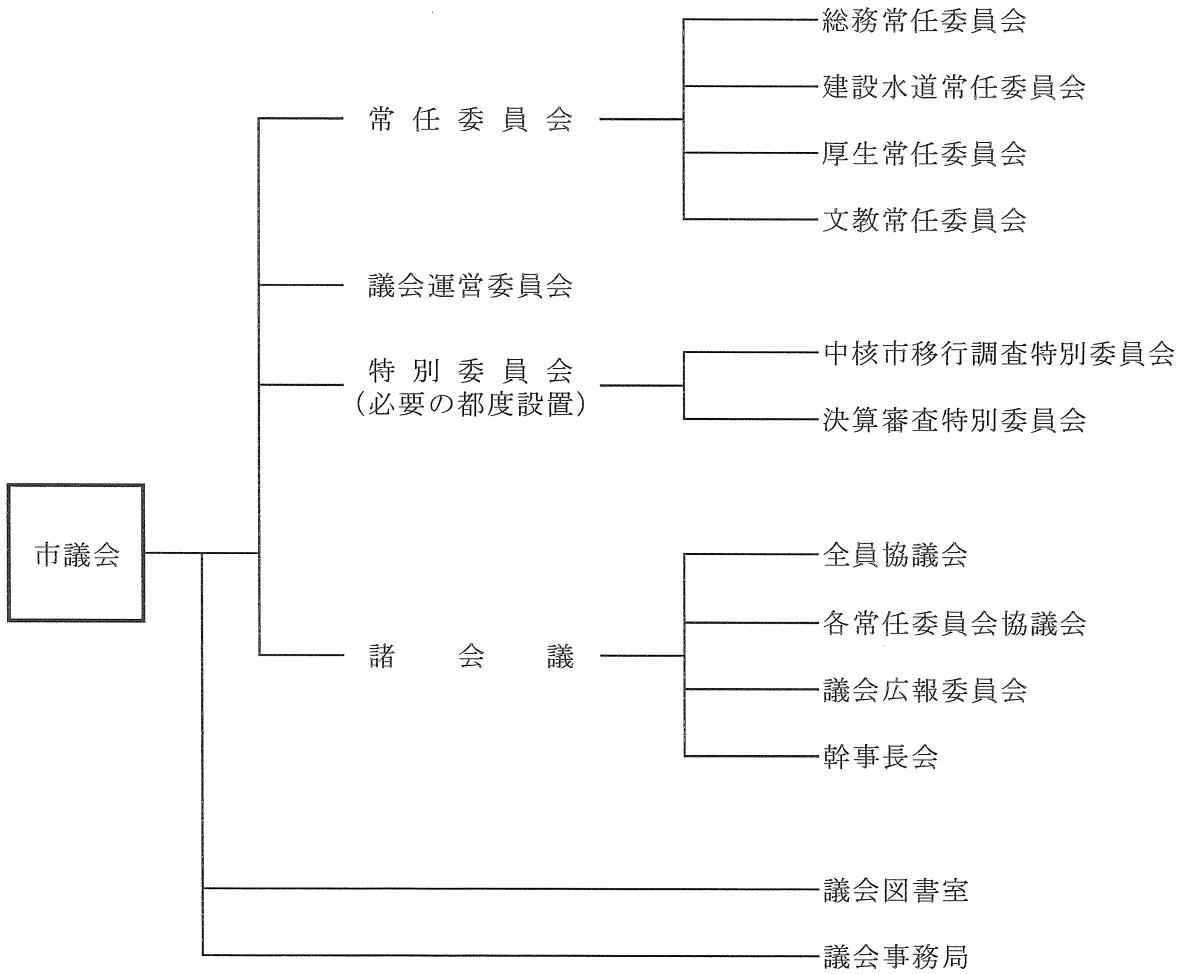 総務常任委員会
建設水道常任委員会
常任委員会
厚生常任委員会
文教常任委員会
議会運営委員会
中核市移行調査特別委員会
特別委員会
(必要の都度設置)
決算審査特別委員会
市議会
全員協議会
各常任委員会協議会
諸会議
議会広報委員会
幹事長会
議会図書室
議会事務局